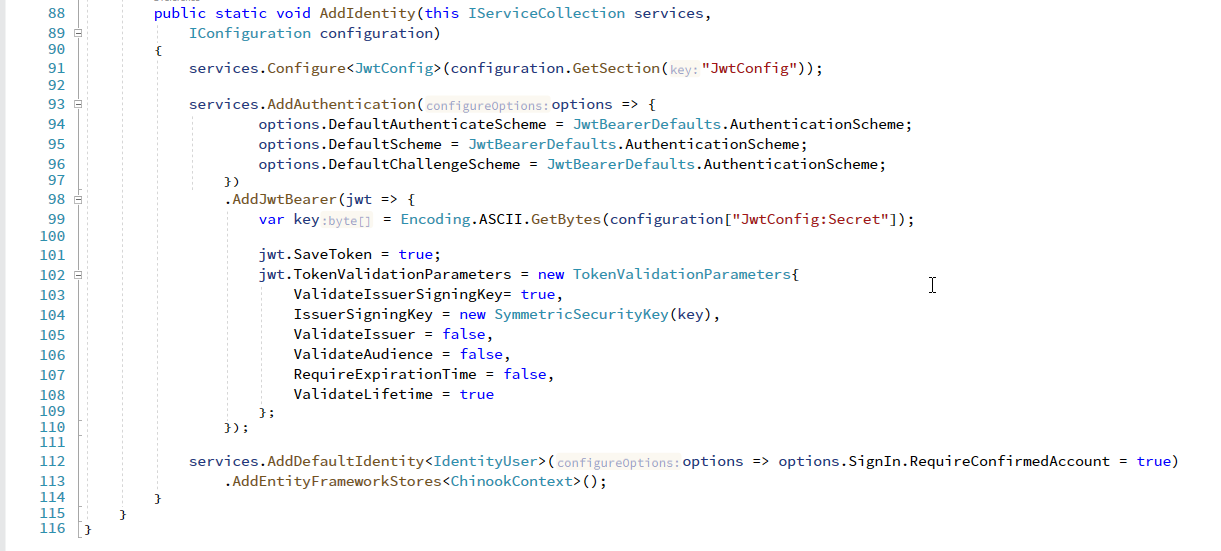 88 public static void AddIdentity(this IServiceCollection services,
89 IConfiguration configuration)
90 {
91 services.Configure<JwtConfig>(configuration.GetSection(key: "JwtConfig"));
92
93 services.AddAuthentication(configureOptions: options => {
94 options.DefaultAuthenticateScheme = JwtBearerDefaults.AuthenticationScheme;
95 options.DefaultScheme = JwtBearerDefaults.AuthenticationScheme;
96 options.DefaultChallengeScheme = JwtBearerDefaults.AuthenticationScheme;
97 })
98 .AddJwtBearer(jwt => {
99 var key:byte[] = Encoding.ASCII.GetBytes(configuration["JwtConfig:Secret"]);
100
101 jwt.SaveToken = true;
102 jwt.TokenValidationParameters = new TokenValidationParameters{
103 ValidateIssuerSigningKey= true,
104 IssuerSigningKey = new SymmetricSecurityKey(key),
105 ValidateIssuer = false,
106 ValidateAudience = false,
107 RequireExpirationTime = false,
108 ValidateLifetime = true
109 };
110 });
111
112 services.AddDefaultIdentity<IdentityUser>(configureOptions: options => options.SignIn.RequireConfirmedAccount = true)
113 .AddEntityFrameworkStores<ChinookContext>();
114 }
115 }
116 }